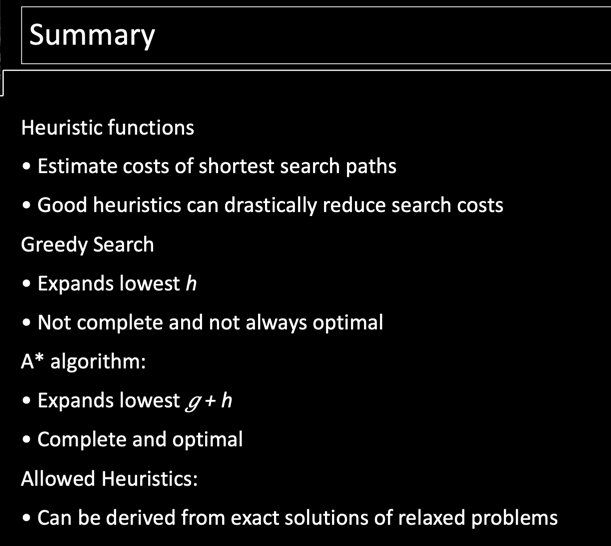 Summary
Heuristic functions
• Estimate costs of shortest search paths
• Good heuristics can drastically reduce search costs
Greedy Search
• Expands lowest h
• Not complete and not always optimal
A* algorithm:
• Expands lowest g + h
• Complete and optimal
Allowed Heuristics:
• Can be derived from exact solutions of relaxed problems